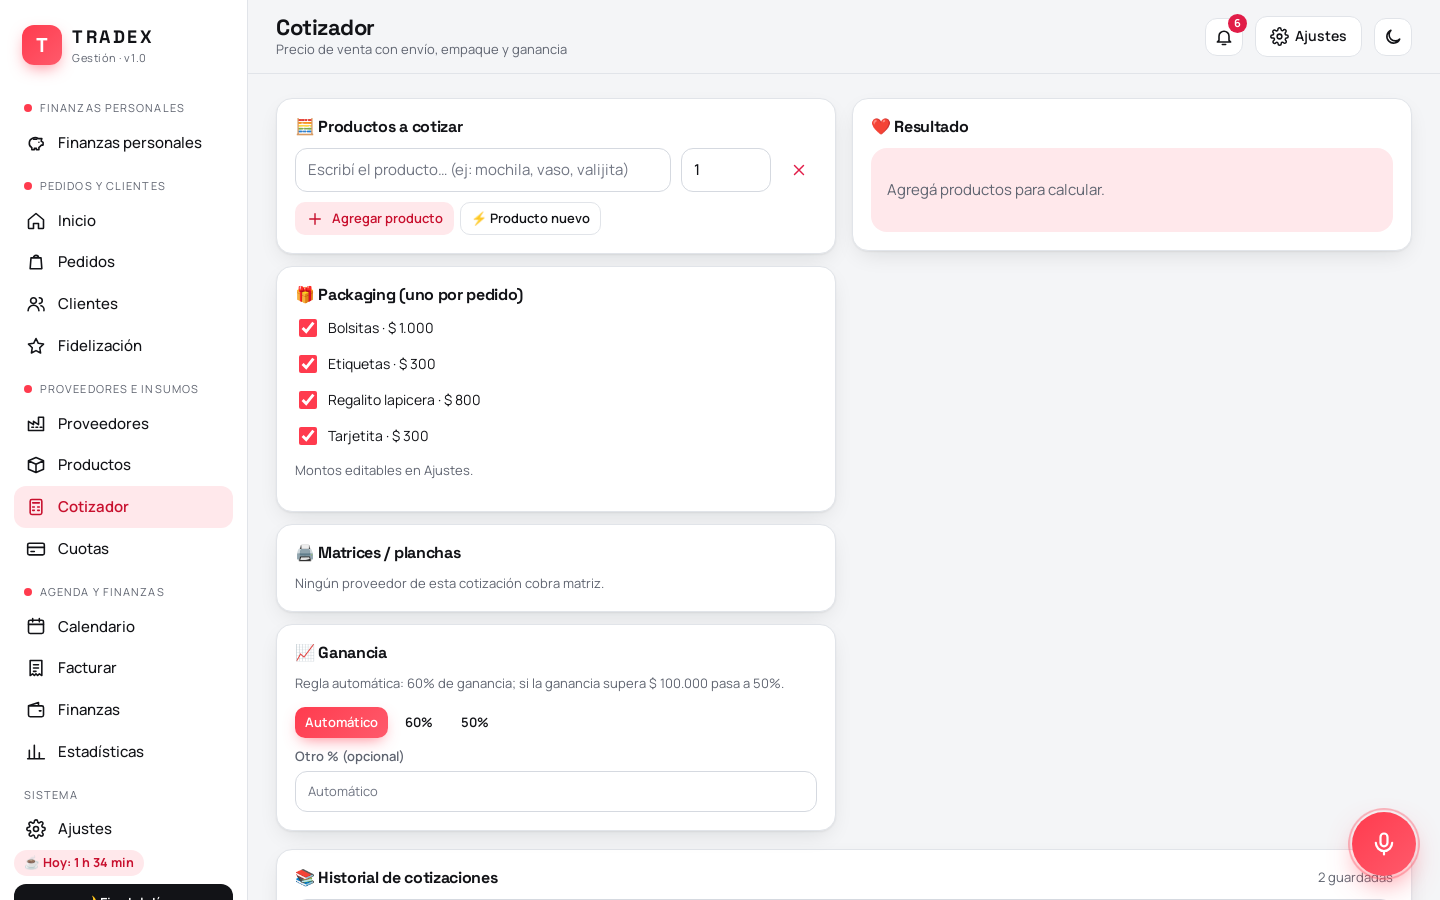 T
TRADEX
Gestión · v1.0
FINANZAS PERSONALES
Finanzas personales
PEDIDOS Y CLIENTES
Inicio
Pedidos
Clientes
Fidelización
PROVEEDORES E INSUMOS
Proveedores
Productos
Cotizador
Cuotas
AGENDA Y FINANZAS
Calendario
Facturar
Finanzas
Estadísticas
SISTEMA
Ajustes
☕ Hoy: 1 h 34 min
Cotizador
Precio de venta con envío, empaque y ganancia
6
Ajustes
🧮 Productos a cotizar
Escribí el producto... (ej: mochila, vaso, valijita)
1
Agregar producto
⚡ Producto nuevo
🎁 Packaging (uno por pedido)
Bolsitas · $ 1.000
Etiquetas · $ 300
Regalito lapicera · $ 800
Tarjetita · $ 300
Montos editables en Ajustes.
🖨️ Matrices / planchas
Ningún proveedor de esta cotización cobra matriz.
📈 Ganancia
Regla automática: 60% de ganancia; si la ganancia supera $ 100.000 pasa a 50%.
Automático 60% 50%
Otro % (opcional)
Automático
❤️ Resultado
Agregá productos para calcular.
📚 Historial de cotizaciones
2 guardadas